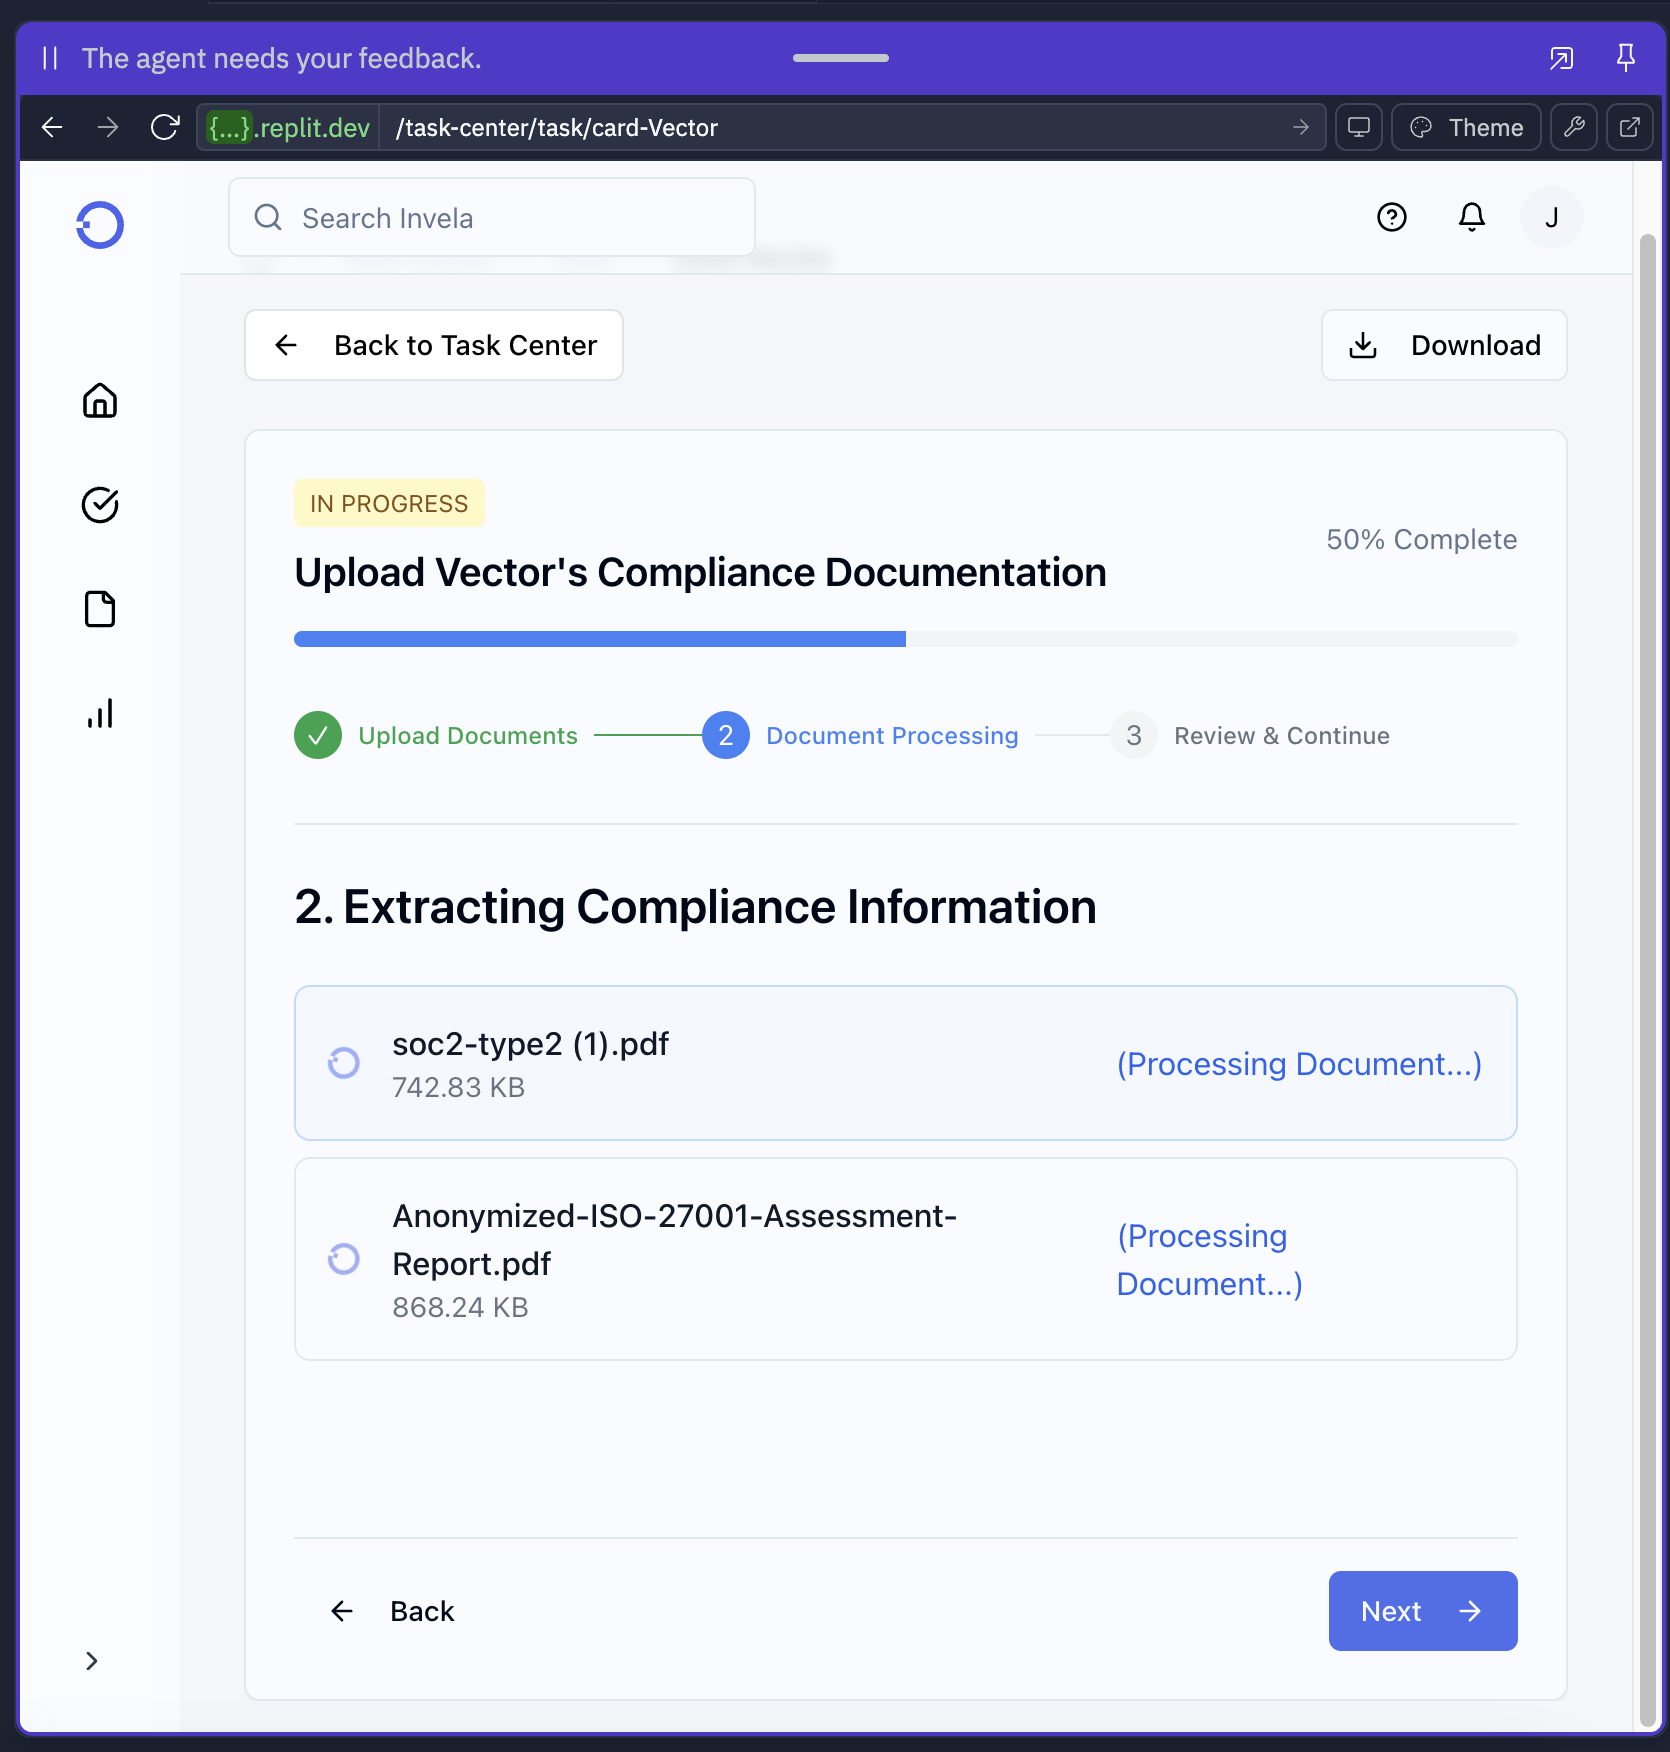 The agent needs your feedback.
{...}.replit.dev /task-center/task/card-Vector
Theme
Search Invela
J
Back to Task Center
Download
IN PROGRESS
50% Complete
Upload Vector's Compliance Documentation
Upload Documents
2
Document Processing
3
Review & Continue
2. Extracting Compliance Information
soc2-type2 (1).pdf
742.83 KB
(Processing Document...)
Anonymized-ISO-27001-Assessment-
Report.pdf
868.24 KB
(Processing
Document...)
Back
Next